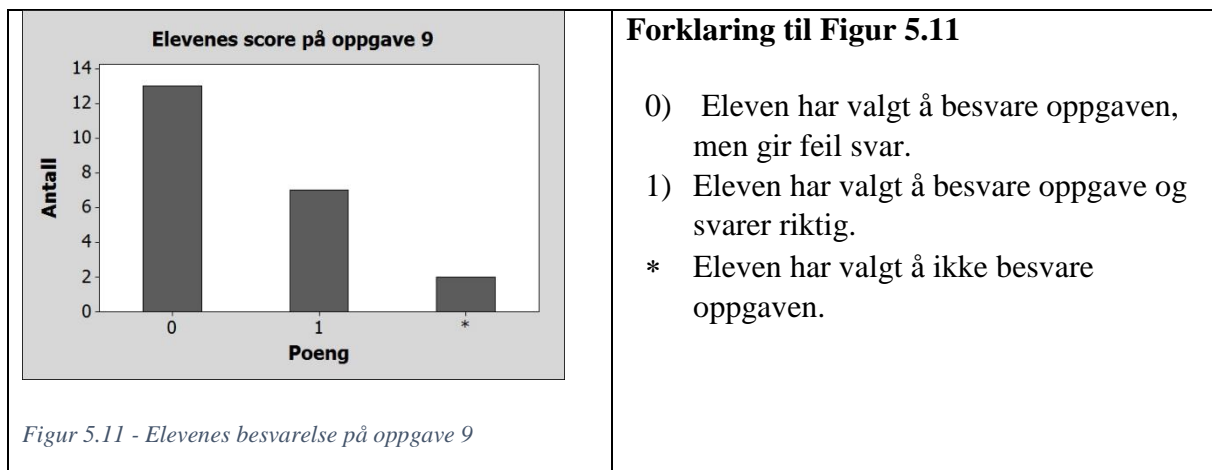 Elevenes score på oppgave 9
14
12
10
8
6
4
2
0
Antall
0 1 *
Poeng
Figur 5.11 - Elevenes besvarelse på oppgave 9
Forklaring til Figur 5.11
0) Eleven har valgt å besvare oppgaven,
men gir feil svar.
1) Eleven har valgt å besvare oppgave og
svarer riktig.
* Eleven har valgt å ikke besvare
oppgaven.